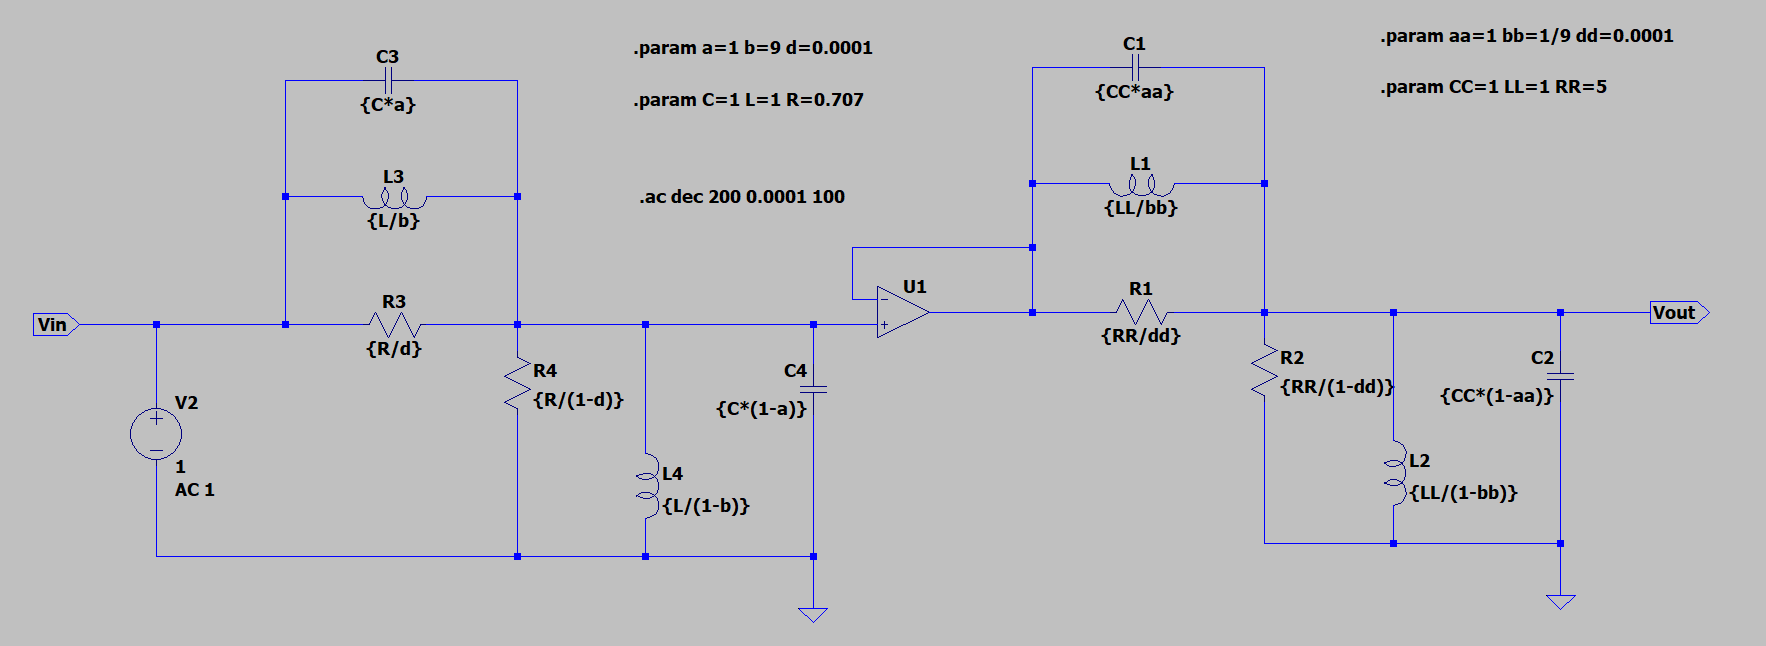 .param aa=1 bb=1/9 dd=0.0001
C1
.param a=1 b=9 d=0.0001
C3
.param CC=1 LL=1 RR=5
{CC*aa}
.param C=1 L=1 R=0.707
{C*a}
L1
L3
.ac dec 200 0.0001 100
{LL/bb}
{L/b}
U1
R1
R3
Vin
Vout
{RR/dd}
{R/d}
R2
C2
R4
C4
{RR/(1-dd)}
{CC*(1-aa)}
{R/(1-d)}
V2
{C*(1-a)}
L2
1
L4
AC 1
{LL/(1-bb)}
{L/(1-b)}